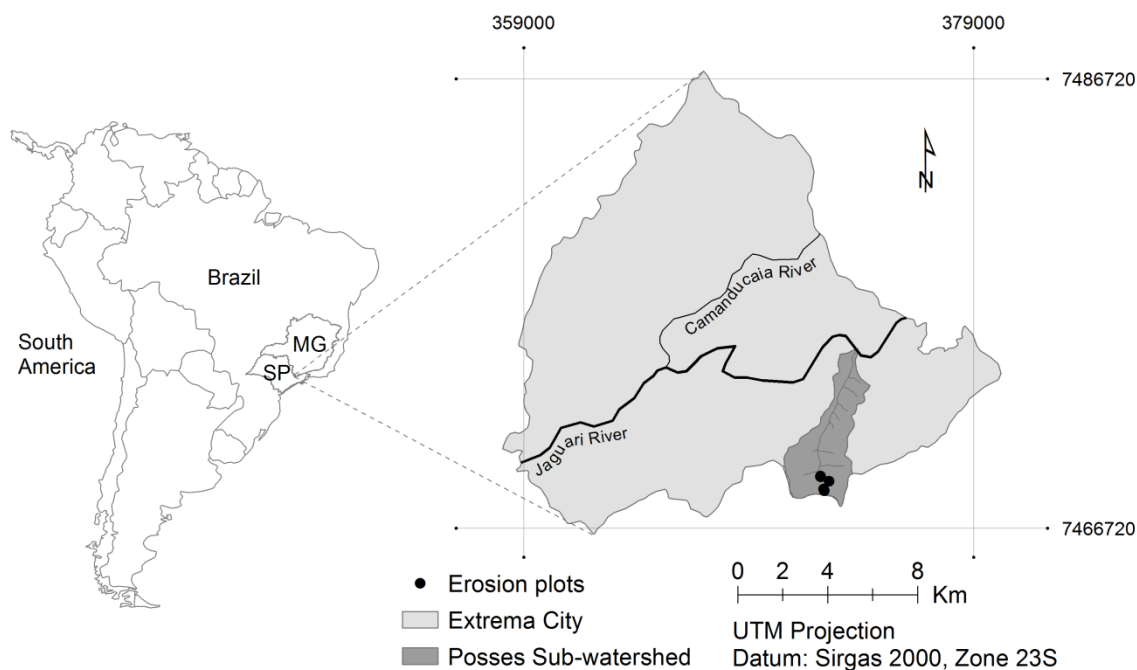 359000
379000
7486720
N
Brazil
MG
SP
South
America
Camanducaia River
Jaguari River
7466720
Erosion plots
Extrema City
Posses Sub-watershed
0 2 4 8
Km
UTM Projection
Datum: Sirgas 2000, Zone 23S